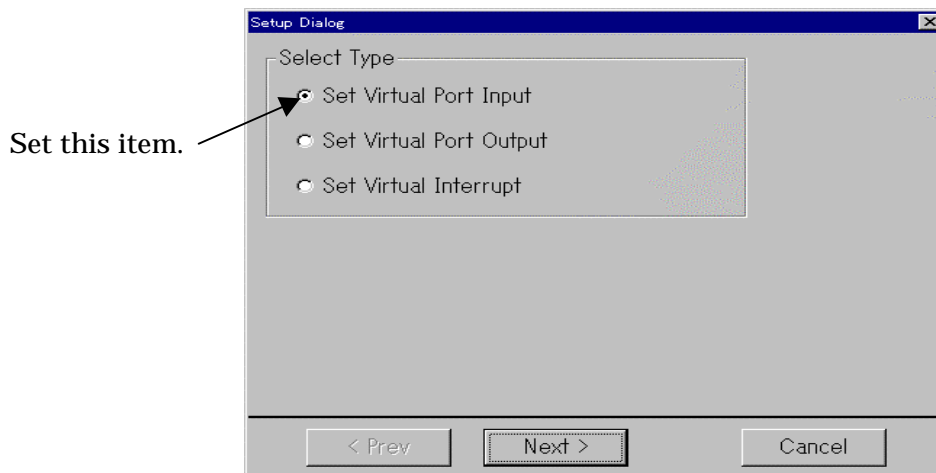 Setup Dialog
Select Type
Set Virtual Port Input
Set this item.
Set Virtual Port Output
Set Virtual Interrupt
< Prev
Next >
Cancel